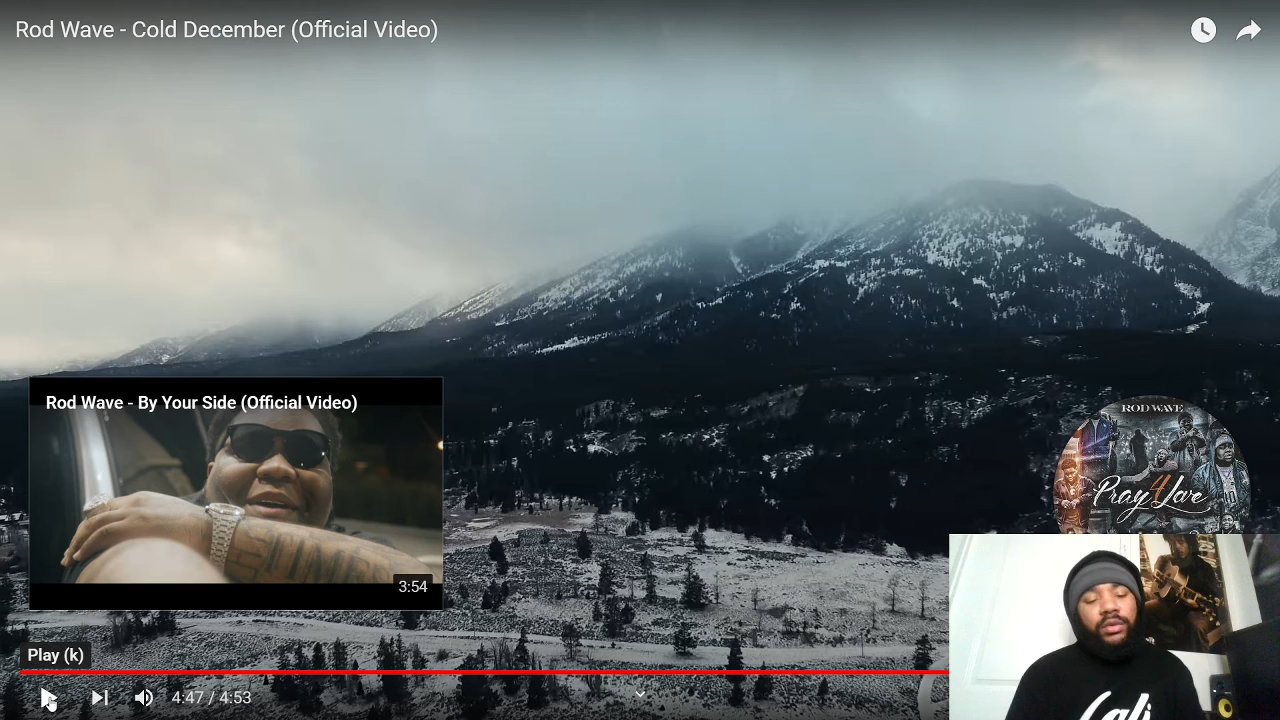 Rod Wave - Cold December (Official Video)
Rod Wave - By Your Side (Official Video)
TIME
3:54
ROD WAVE
Pray 4 Love
Play (k)
4:47 / 4:53
Cali